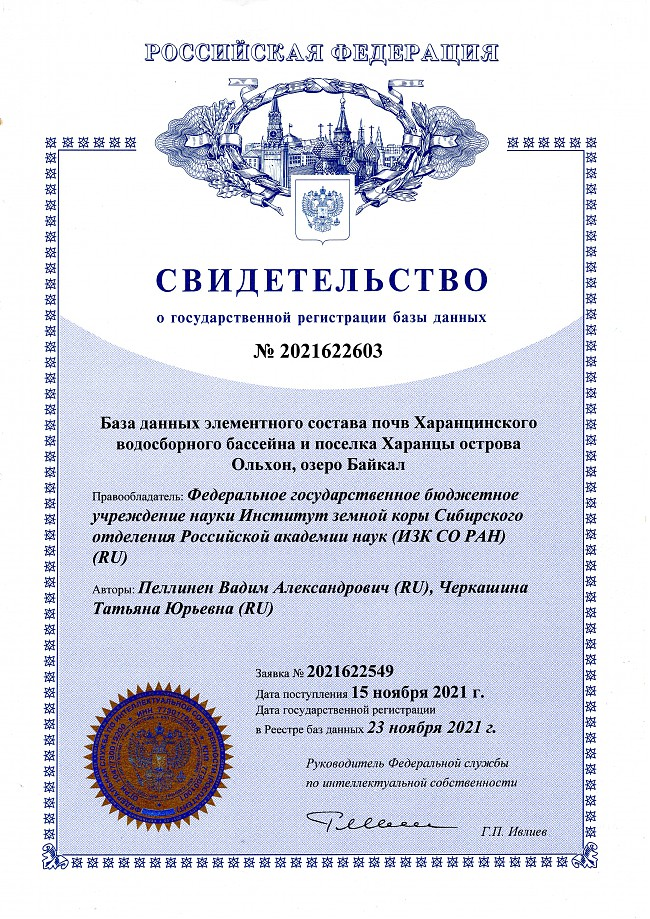 РОССИЙСКАЯ ФЕДЕРАЦИЯ
СВИДЕТЕЛЬСТВО
о государственной регистрации базы данных
№ 2021622603
База данных элементного состава почв Харанцинского
водосборного бассейна и поселка Харанцы острова
Ольхон, озеро Байкал
Правообладатель: Федеральное государственное бюджетное
учреждение науки Институт земной коры Сибирского
отделения Российской академии наук (ИЗК СО РАН)
(RU)
Авторы: Пеллинен Вадим Александрович (RU), Черкашина
Татьяна Юрьевна (RU)
Заявка № 2021622549
Дата поступления 15 ноября 2021 г.
Дата государственной регистрации
в Реестре баз данных 23 ноября 2021 г.
Руководитель Федеральной службы
по интеллектуальной собственности
Г.П. Ивлиев